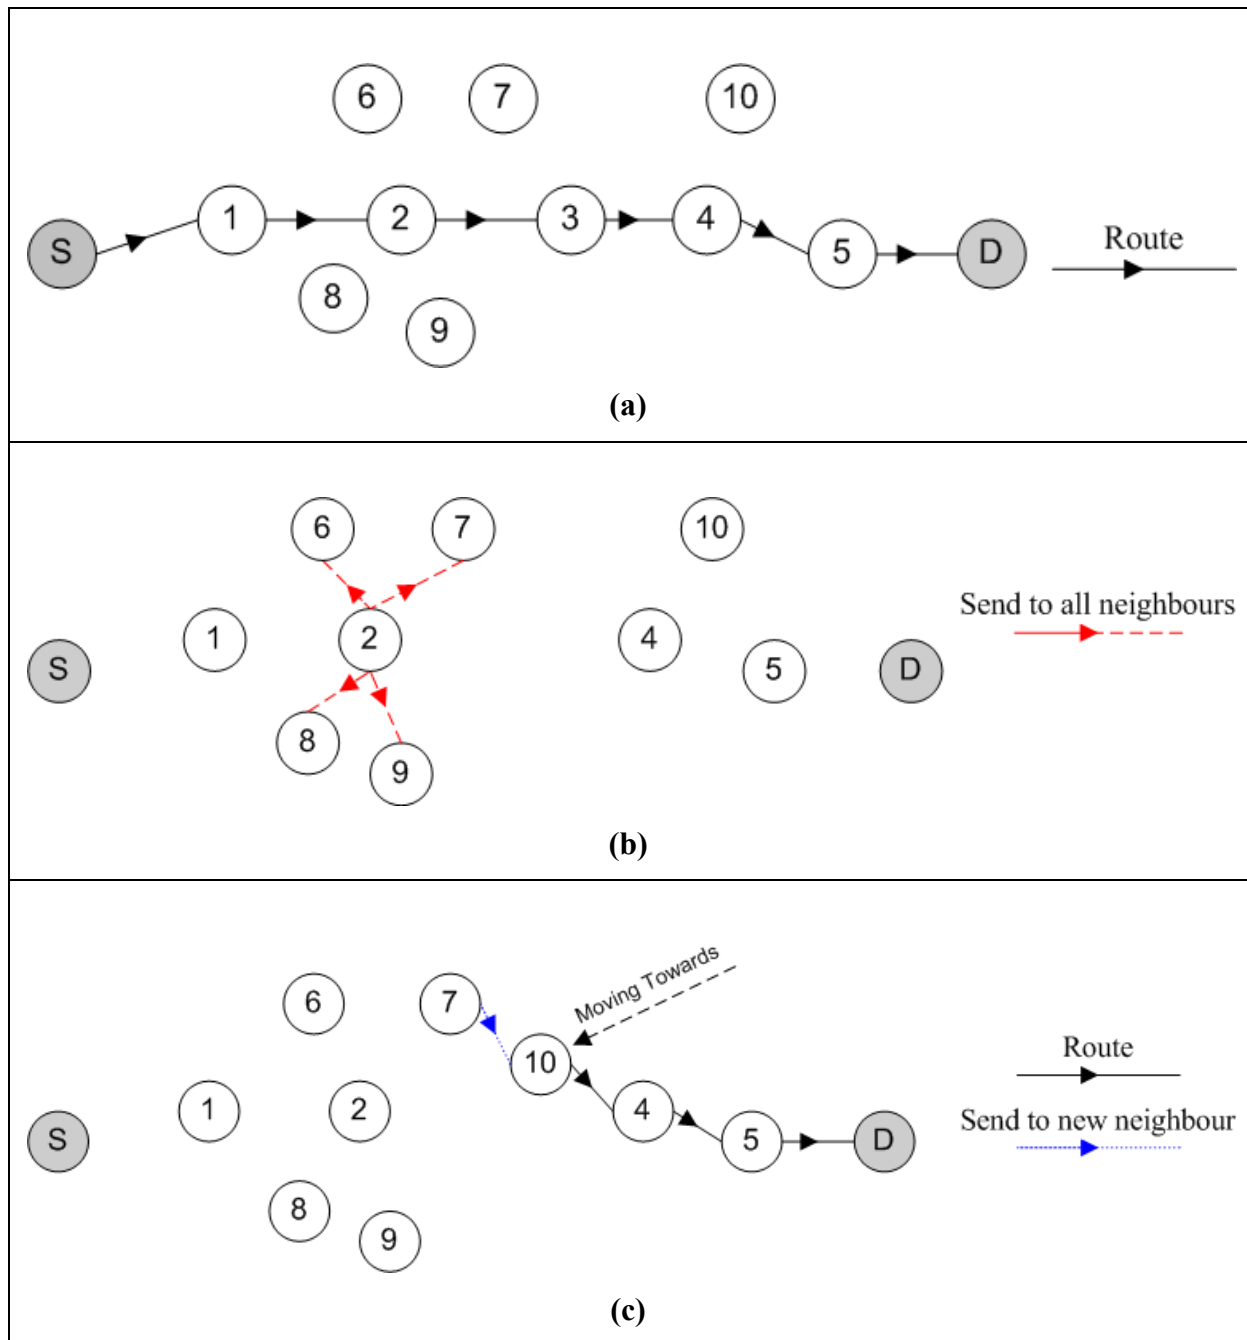 6 7 10
1 2 3 4
S 5 D Route
8 9
(a)
6 7 10
Send to all neighbours
1 2 4
S 5 D
8 9
(b)
Moving Towards
6 7
10 Route
1 2 4
Send to new neighbour
S 5 D
8 9
(c)